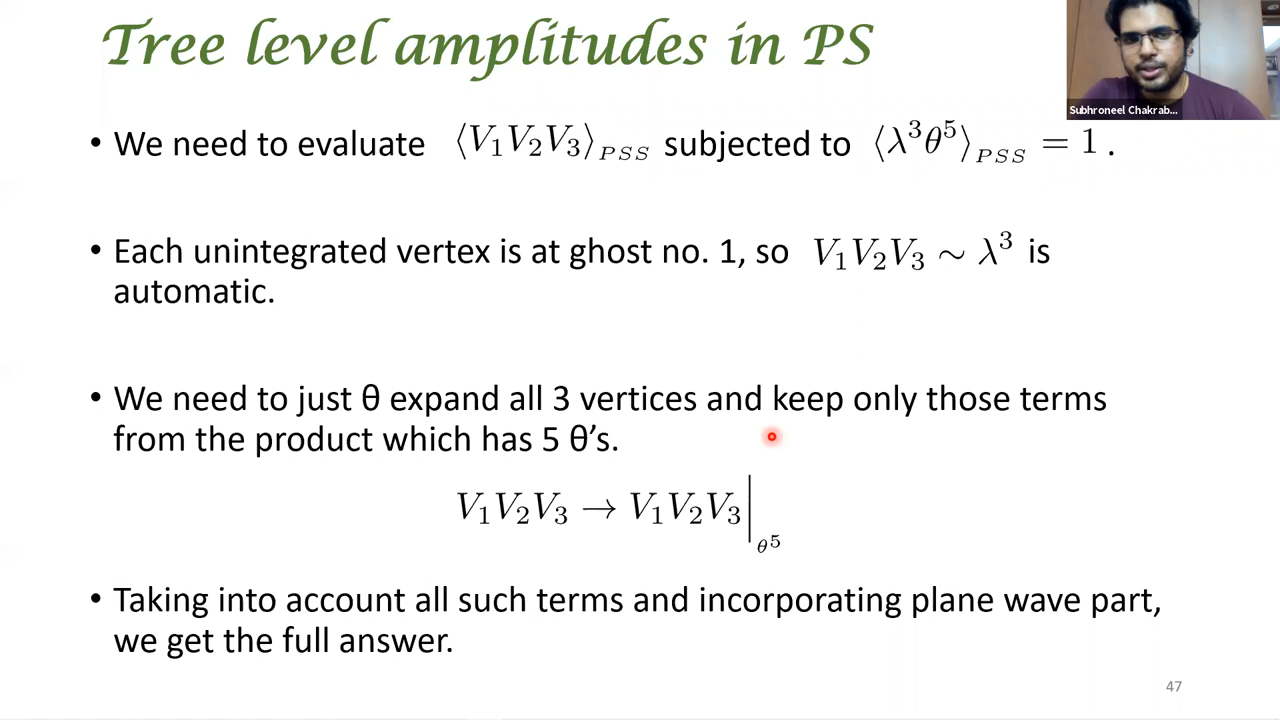 Tree level amplitudes in PS
Subhroneel Chakrab...
• We need to evaluate ⟨V₁V₂V₃⟩_PSS subjected to ⟨λ³θ⁵⟩_PSS = 1 .
• Each unintegrated vertex is at ghost no. 1, so V₁V₂V₃ ∼ λ³ is
automatic.
• We need to just θ expand all 3 vertices and keep only those terms
from the product which has 5 θ’s.
V₁V₂V₃ → V₁V₂V₃|_θ⁵
• Taking into account all such terms and incorporating plane wave part,
we get the full answer.
47